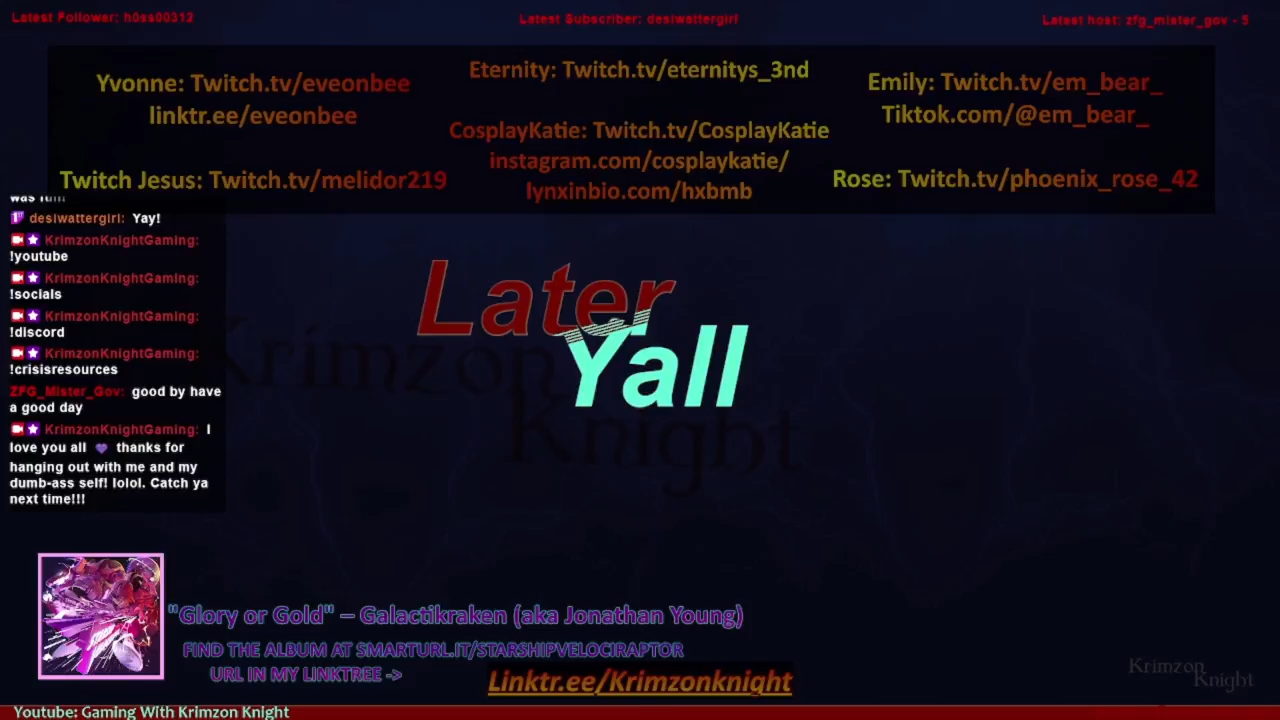 Latest Follower: h0ss00312
Latest Subscriber: desiwattergirl
Latest host: zfg_mister_gov - 5
Yvonne: Twitch.tv/eveonbee
linktr.ee/eveonbee
Twitch Jesus: Twitch.tv/melidor219
Eternity: Twitch.tv/eternitys_3nd
CosplayKatie: Twitch.tv/CosplayKatie
instagram.com/cosplaykatie/
lynxinbio.com/hxbmb
Emily: Twitch.tv/em_bear_
Tiktok.com/@em_bear_
Rose: Twitch.tv/phoenix_rose_42
desiwattergirl: Yay!
KrimzonKnightGaming:
!youtube
KrimzonKnightGaming:
!socials
KrimzonKnightGaming:
!discord
KrimzonKnightGaming:
!crisisresources
ZFG_Mister_Gov: good by have
a good day
KrimzonKnightGaming: I
love you all 💜 thanks for
hanging out with me and my
dumb-ass self! lolol. Catch ya
next time!!!
Later
Yall
Krimzon
Knight
"Glory or Gold" – Galactikraken (aka Jonathan Young)
FIND THE ALBUM AT SMARTURL.IT/STARSHIPVELOCIRAPTOR
URL IN MY LINKTREE ->
Linktr.ee/Krimzonknight
Krimzon
Knight
Youtube: Gaming With Krimzon Knight